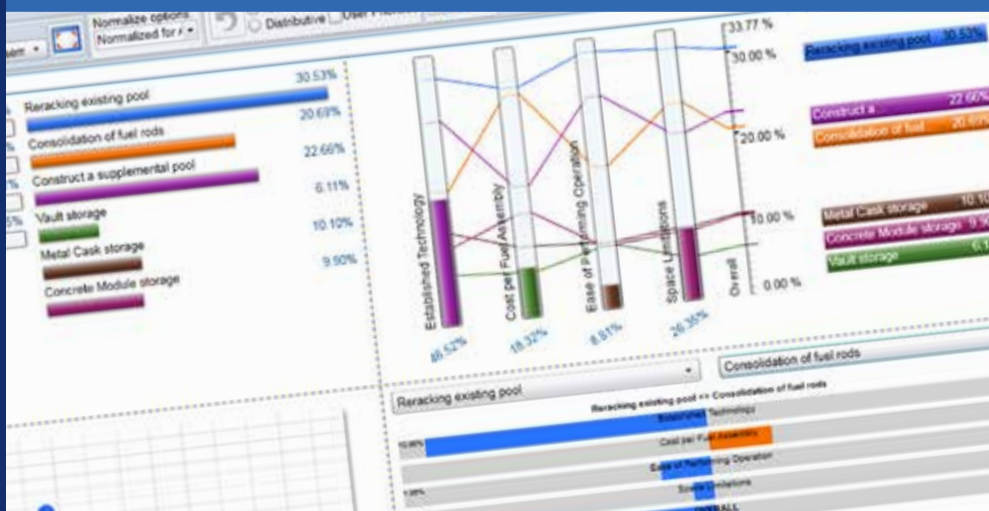 Normalize options
Normalized for
Distributive
30.53%
Reracking existing pool
20.69%
Consolidation of fuel rods
22.66%
Construct a supplemental pool
6.11%
Vault storage
10.10%
Metal Cask storage
9.90%
Concrete Module storage
Established Technology
Cost per Fuel Assembly
Ease of Performing Operation
Space Limitations
Overall
46.52%
18.32%
8.81%
26.35%
33.77 %
30.00 %
20.00 %
10.00 %
0.00 %
Reracking existing pool 30.53%
Construct a ... 22.66%
Consolidation of fuel 20.69%
Metal Cask storage 10.10
Concrete Module storage 9.90
Vault storage 6.1
Reracking existing pool
Consolidation of fuel rods
Reracking existing pool <> Consolidation of fuel rods
Established Technology
Cost per Fuel Assembly
Ease of Performing Operation
Space Limitations
OVERALL